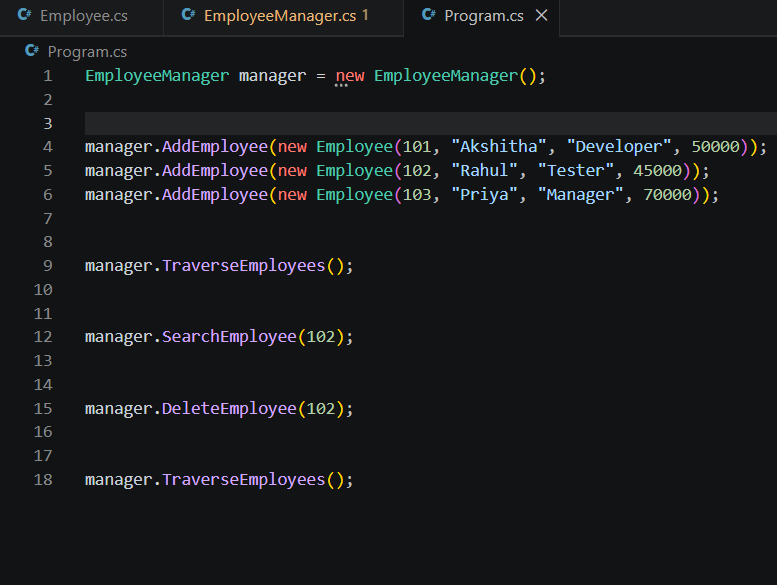 C# Employee.cs C# EmployeeManager.cs 1 C# Program.cs ×
C# Program.cs
1 EmployeeManager manager = new EmployeeManager();
2
3
4 manager.AddEmployee(new Employee(101, "Akshitha", "Developer", 50000));
5 manager.AddEmployee(new Employee(102, "Rahul", "Tester", 45000));
6 manager.AddEmployee(new Employee(103, "Priya", "Manager", 70000));
7
8
9 manager.TraverseEmployees();
10
11
12 manager.SearchEmployee(102);
13
14
15 manager.DeleteEmployee(102);
16
17
18 manager.TraverseEmployees();